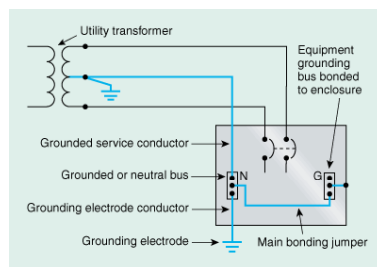 Utility transformer
Equipment
grounding
bus bonded
to enclosure
Grounded service conductor
Grounded or neutral bus
N
G
Grounding electrode conductor
Grounding electrode
Main bonding jumper